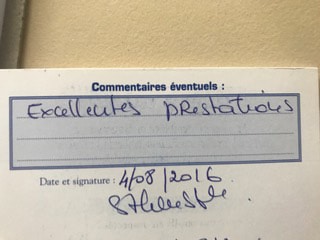 Commentaires éventuels :
Excellentes prestations
Date et signature : 4/08/2016